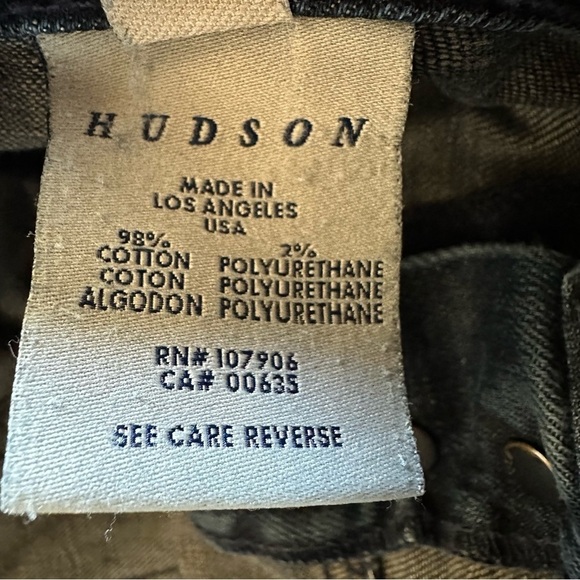 HUDSON
MADE IN
LOS ANGELES
USA
98% 2%
COTTON POLYURETHANE
COTON POLYURETHANE
ALGODON POLYURETHANE
RN# 107906
CA# 00635
SEE CARE REVERSE